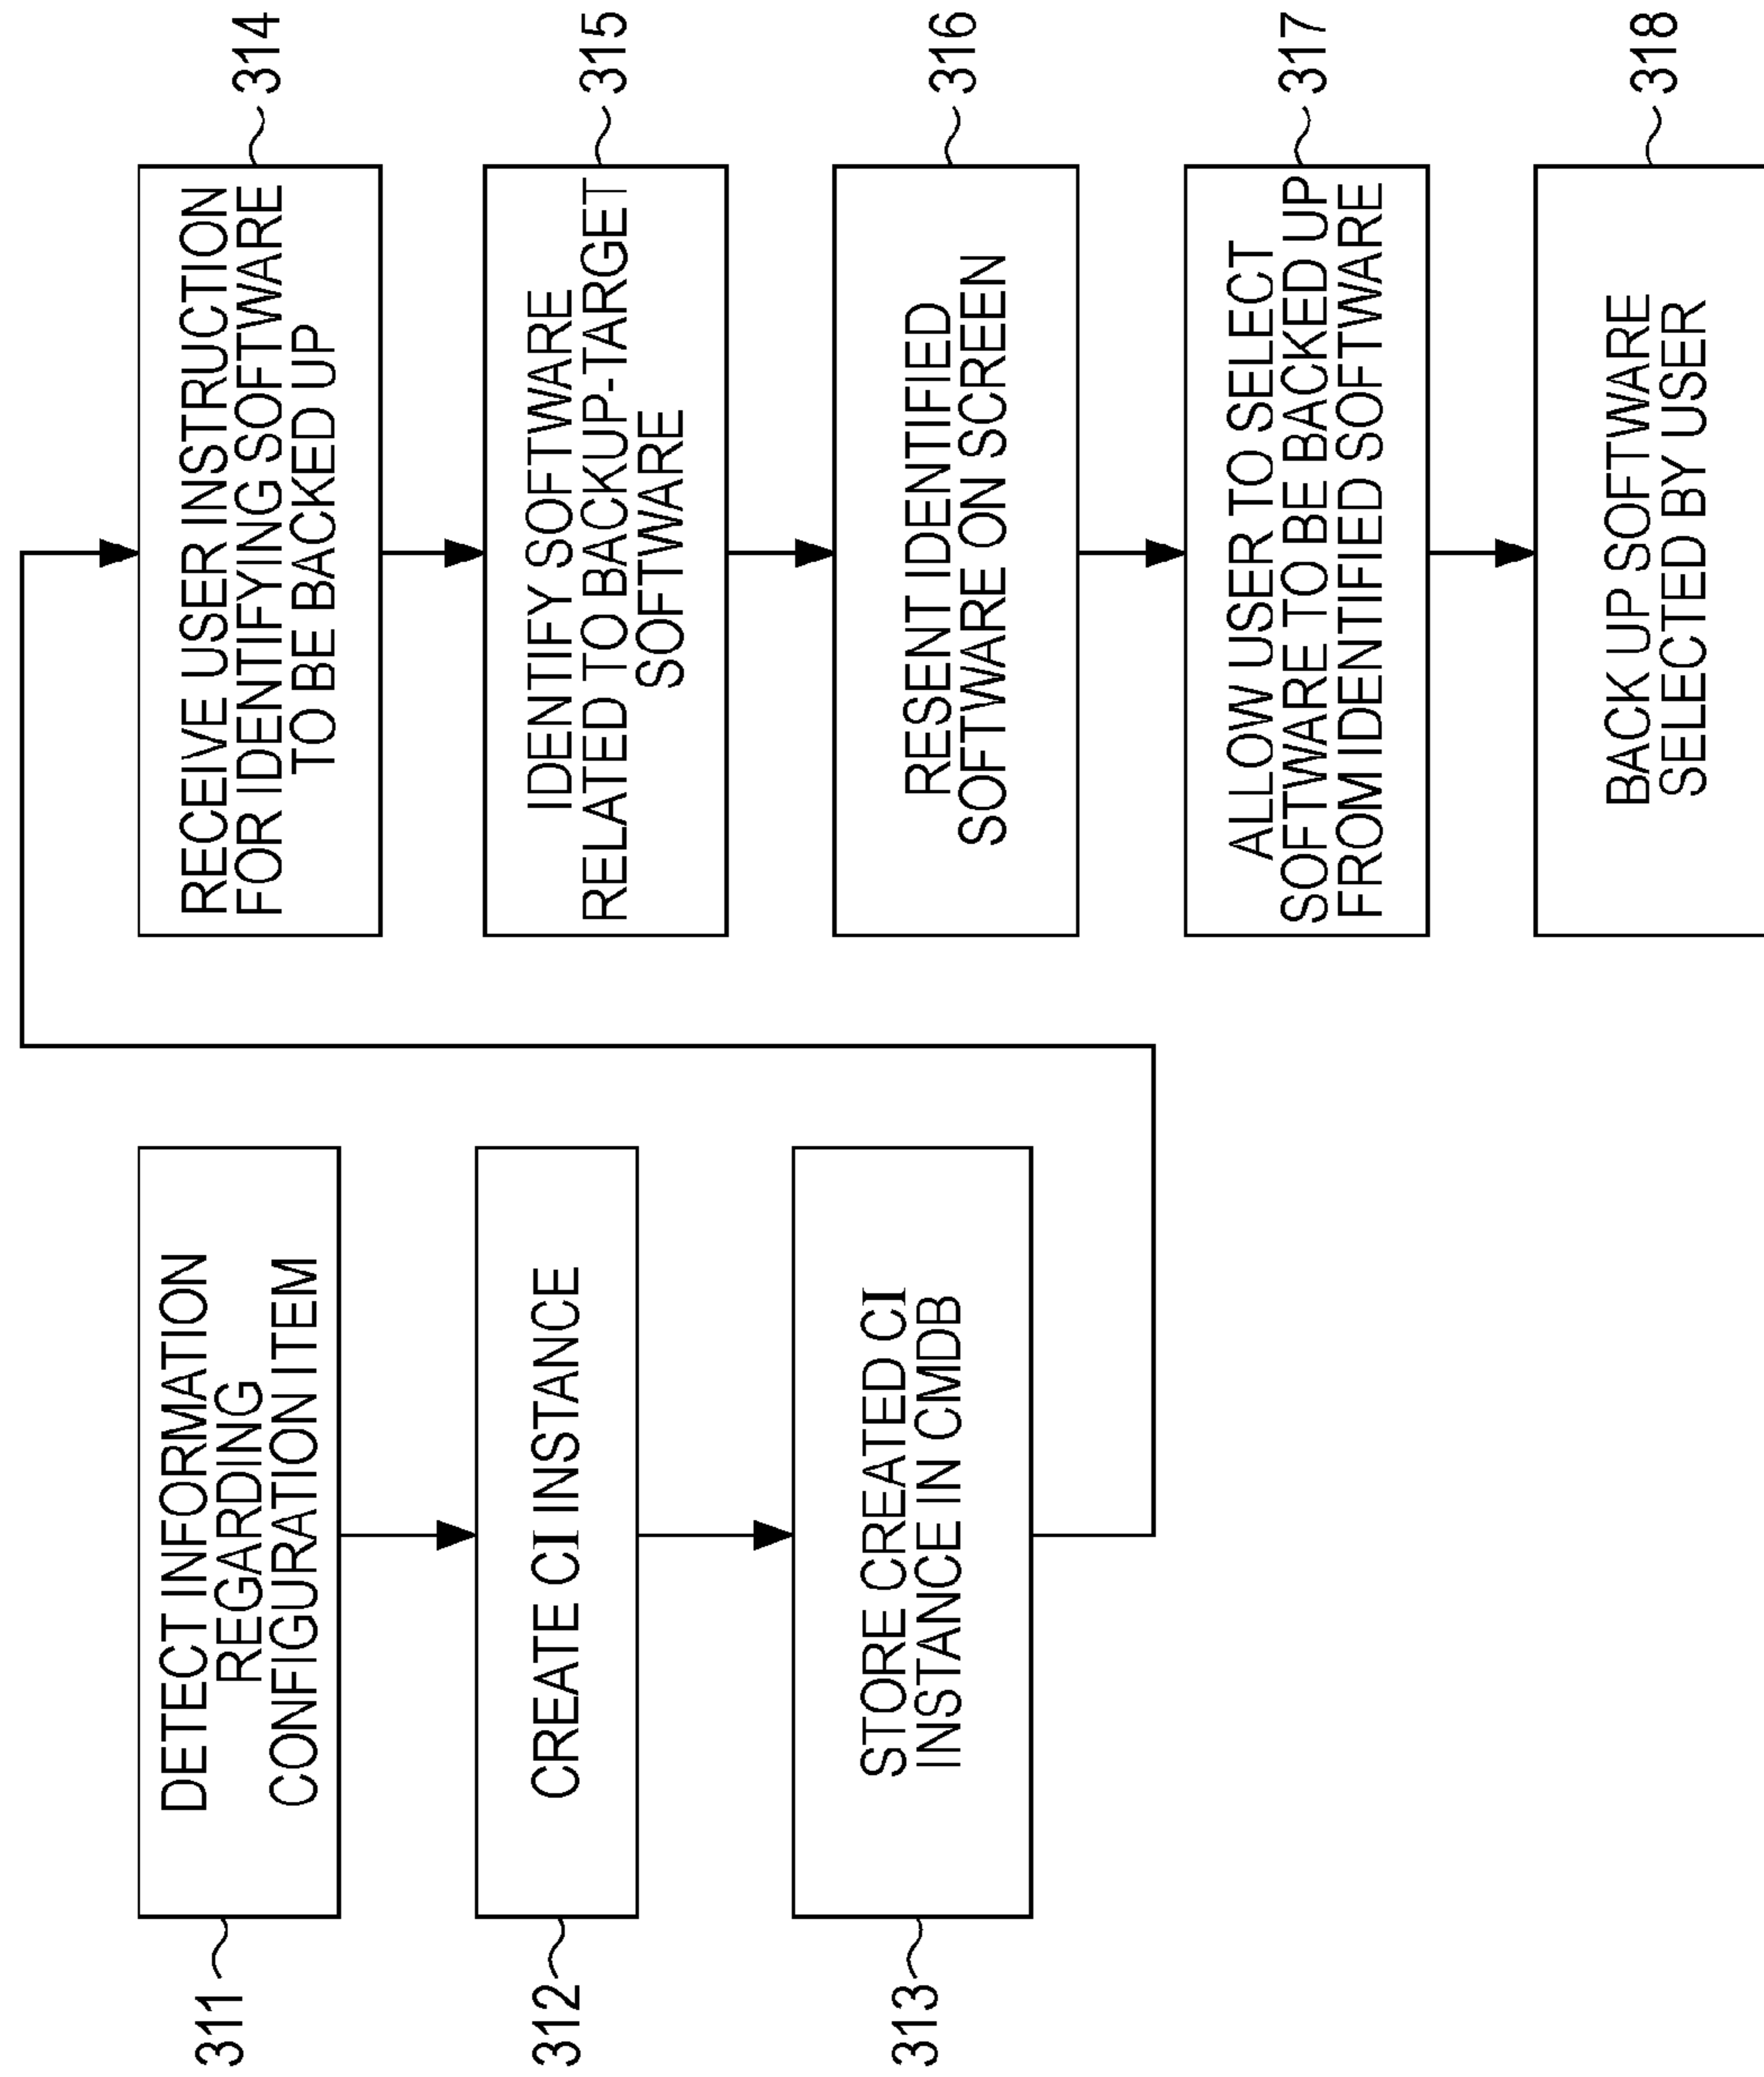 311
DETECT INFORMATION
REGARDING
CONFIGURATION ITEM
312
CREATE CI INSTANCE
313
STORE CREATED CI
INSTANCE IN CMDB
314
RECEIVE USER INSTRUCTION
FOR IDENTIFYING SOFTWARE
TO BE BACKED UP
315
IDENTIFY SOFTWARE
RELATED TO BACKUP-TARGET
SOFTWARE
316
RESENT IDENTIFIED
SOFTWARE ON SCREEN
317
ALLOW USER TO SELECT
SOFTWARE TO BE BACKED UP
FROM IDENTIFIED SOFTWARE
318
BACK UP SOFTWARE
SELECTED BY USER